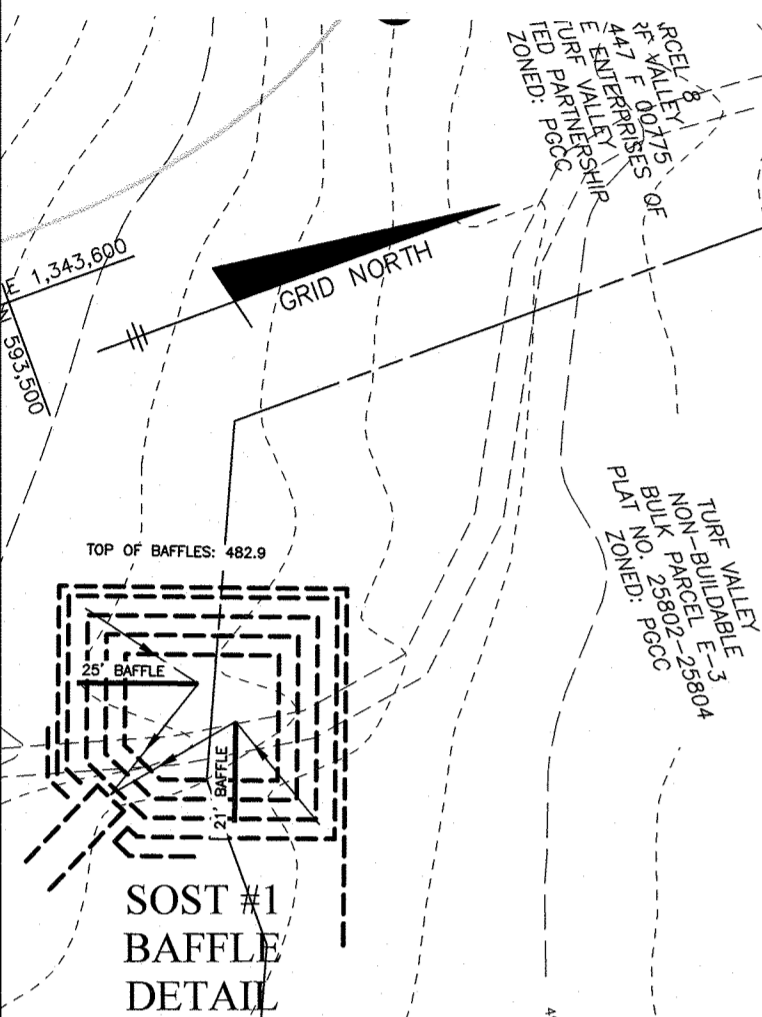 RCEL 8
RF VALLEY
447 F 00775
E ENTERPRISES OF
TURF VALLEY
TED PARTNERSHIP
ZONED: PGCC
E 1,343,600
N 593,500
GRID NORTH
TURF VALLEY
NON-BUILDABLE
BULK PARCEL E-3
PLAT NO. 25802-25804
ZONED: PGCC
TOP OF BAFFLES: 482.9
25' BAFFLE
21' BAFFLE
SOST #1
BAFFLE
DETAIL